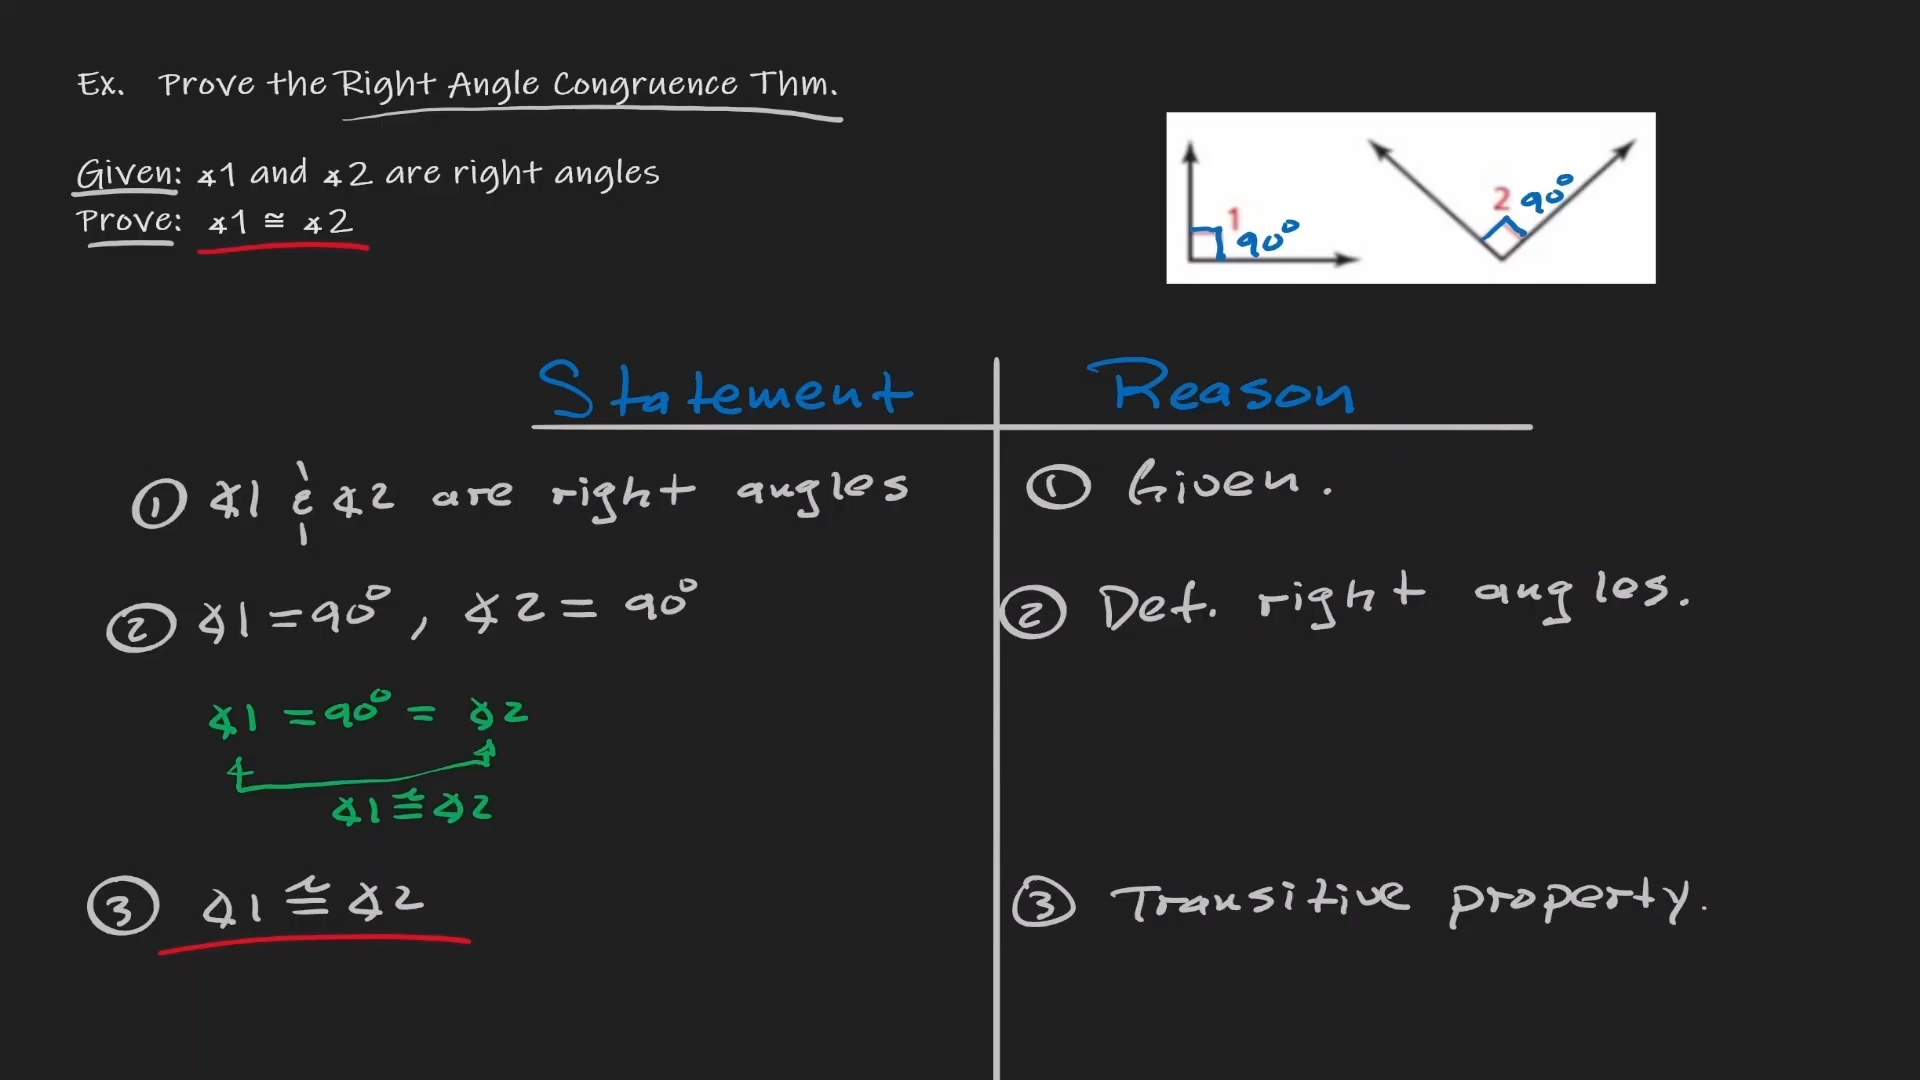 Ex. Prove the Right Angle Congruence Thm.
Given: ∡1 and ∡2 are right angles
Prove: ∡1 ≅ ∡2
1 90°
2 90°
Statement Reason
① ∡1 & ∡2 are right angles
① Given.
② ∡1 = 90°, ∡2 = 90°
② Def. right angles.
∡1 = 90° = ∡2
∡1 ≅ ∡2
③ ∡1 ≅ ∡2
③ Transitive property.